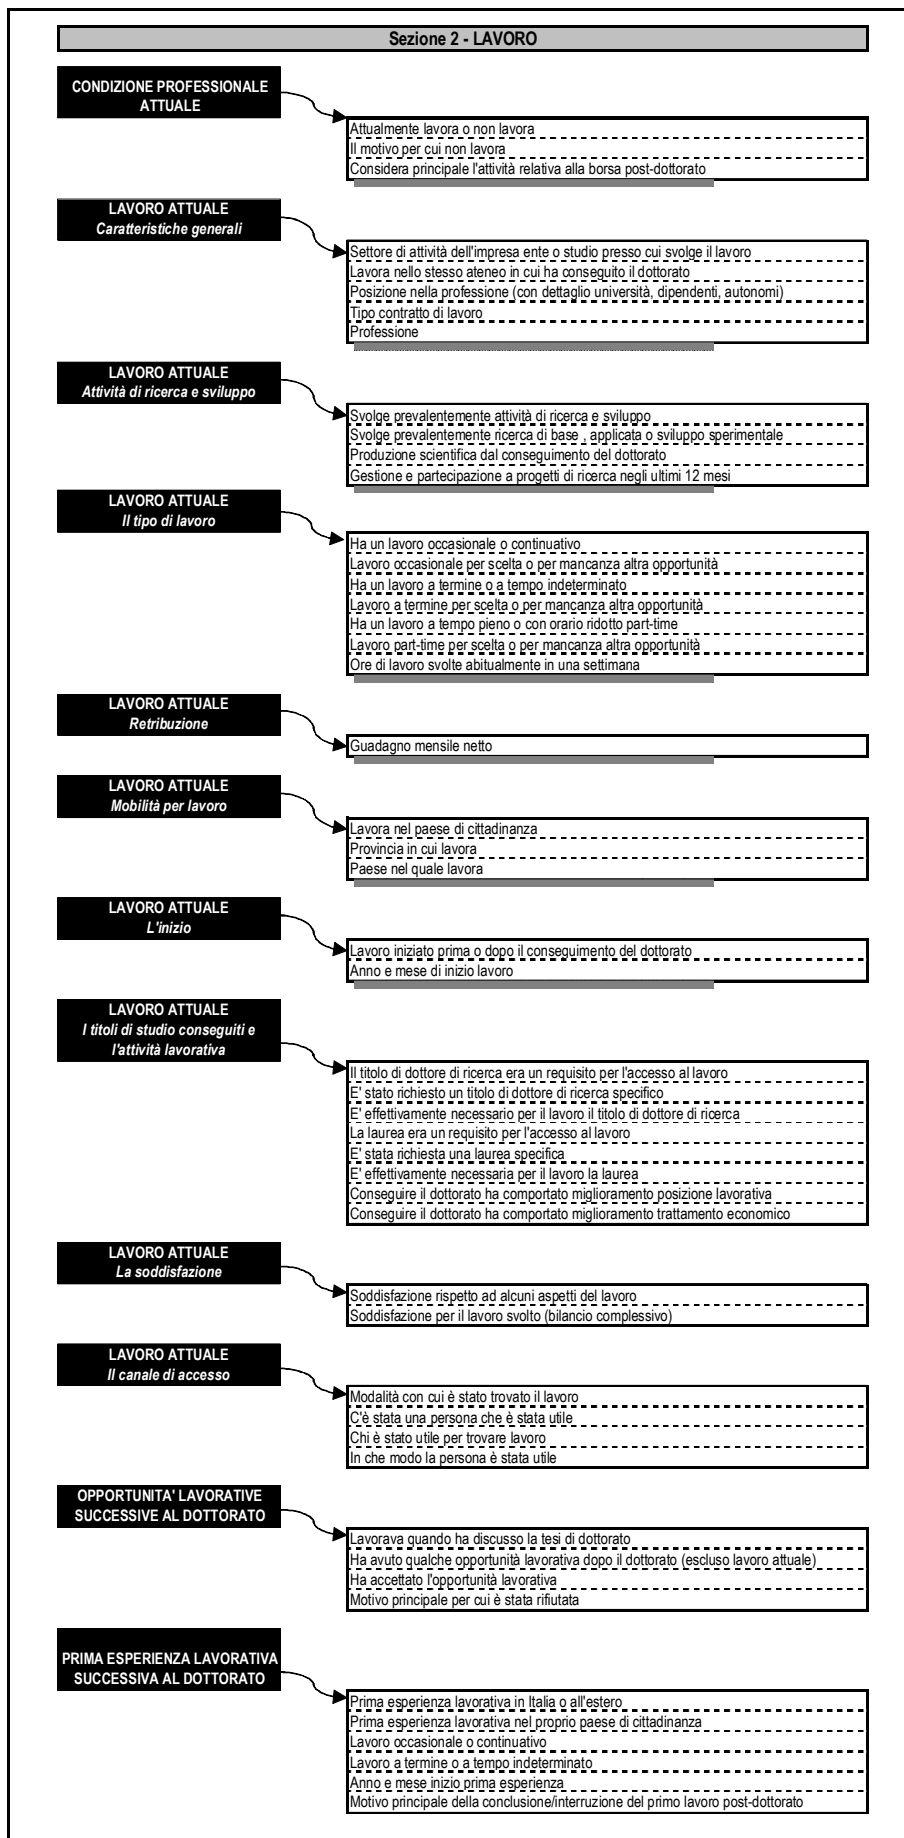 Sezione 2 - LAVORO
CONDIZIONE PROFESSIONALE
ATTUALE
Attualmente lavora o non lavora
Il motivo per cui non lavora
Considera principale l'attività relativa alla borsa post-dottorato
LAVORO ATTUALE
Caratteristiche generali
Settore di attività dell'impresa ente o studio presso cui svolge il lavoro
Lavora nello stesso ateneo in cui ha conseguito il dottorato
Posizione nella professione (con dettaglio università, dipendenti, autonomi)
Tipo contratto di lavoro
Professione
LAVORO ATTUALE
Attività di ricerca e sviluppo
Svolge prevalentemente attività di ricerca e sviluppo
Svolge prevalentemente ricerca di base , applicata o sviluppo sperimentale
Produzione scientifica dal conseguimento del dottorato
Gestione e partecipazione a progetti di ricerca negli ultimi 12 mesi
LAVORO ATTUALE
Il tipo di lavoro
Ha un lavoro occasionale o continuativo
Lavoro occasionale per scelta o per mancanza altra opportunità
Ha un lavoro a termine o a tempo indeterminato
Lavoro a termine per scelta o per mancanza altra opportunità
Ha un lavoro a tempo pieno o con orario ridotto part-time
Lavoro part-time per scelta o per mancanza altra opportunità
Ore di lavoro svolte abitualmente in una settimana
LAVORO ATTUALE
Retribuzione
Guadagno mensile netto
LAVORO ATTUALE
Mobilità per lavoro
Lavora nel paese di cittadinanza
Provincia in cui lavora
Paese nel quale lavora
LAVORO ATTUALE
L'inizio
Lavoro iniziato prima o dopo il conseguimento del dottorato
Anno e mese di inizio lavoro
LAVORO ATTUALE
I titoli di studio conseguiti e
l'attività lavorativa
Il titolo di dottore di ricerca era un requisito per l'accesso al lavoro
E' stato richiesto un titolo di dottore di ricerca specifico
E' effettivamente necessario per il lavoro il titolo di dottore di ricerca
La laurea era un requisito per l'accesso al lavoro
E' stata richiesta una laurea specifica
E' effettivamente necessaria per il lavoro la laurea
Conseguire il dottorato ha comportato miglioramento posizione lavorativa
Conseguire il dottorato ha comportato miglioramento trattamento economico
LAVORO ATTUALE
La soddisfazione
Soddisfazione rispetto ad alcuni aspetti del lavoro
Soddisfazione per il lavoro svolto (bilancio complessivo)
LAVORO ATTUALE
Il canale di accesso
Modalità con cui è stato trovato il lavoro
C'è stata una persona che è stata utile
Chi è stato utile per trovare lavoro
In che modo la persona è stata utile
OPPORTUNITA' LAVORATIVE
SUCCESSIVE AL DOTTORATO
Lavorava quando ha discusso la tesi di dottorato
Ha avuto qualche opportunità lavorativa dopo il dottorato (escluso lavoro attuale)
Ha accettato l'opportunità lavorativa
Motivo principale per cui è stata rifiutata
PRIMA ESPERIENZA LAVORATIVA
SUCCESSIVA AL DOTTORATO
Prima esperienza lavorativa in Italia o all'estero
Prima esperienza lavorativa nel proprio paese di cittadinanza
Lavoro occasionale o continuativo
Lavoro a termine o a tempo indeterminato
Anno e mese inizio prima esperienza
Motivo principale della conclusione/interruzione del primo lavoro post-dottorato